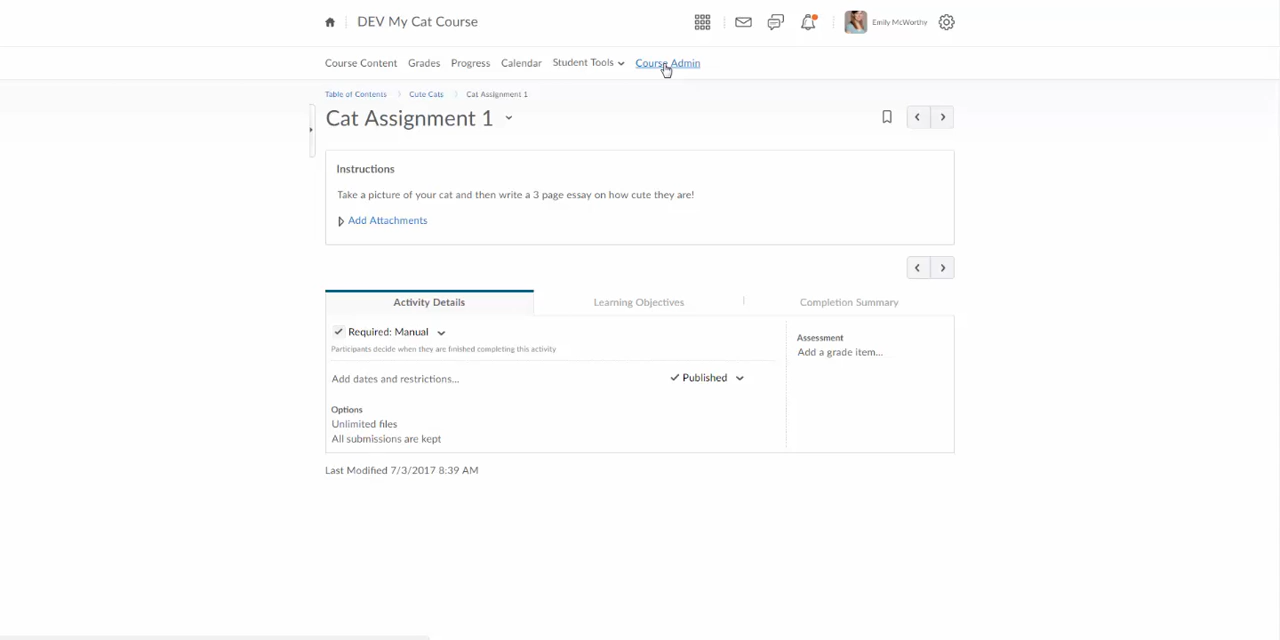 DEV My Cat Course
Emily McWorthy
Course Content Grades Progress Calendar Student Tools Course Admin
Table of Contents Cute Cats Cat Assignment 1
Cat Assignment 1
Instructions
Take a picture of your cat and then write a 3 page essay on how cute they are!
Add Attachments
Activity Details Learning Objectives Completion Summary
Required: Manual
Participants decide when they are finished completing this activity
Assessment
Add a grade item...
Add dates and restrictions... Published
Options
Unlimited files
All submissions are kept
Last Modified 7/3/2017 8:39 AM